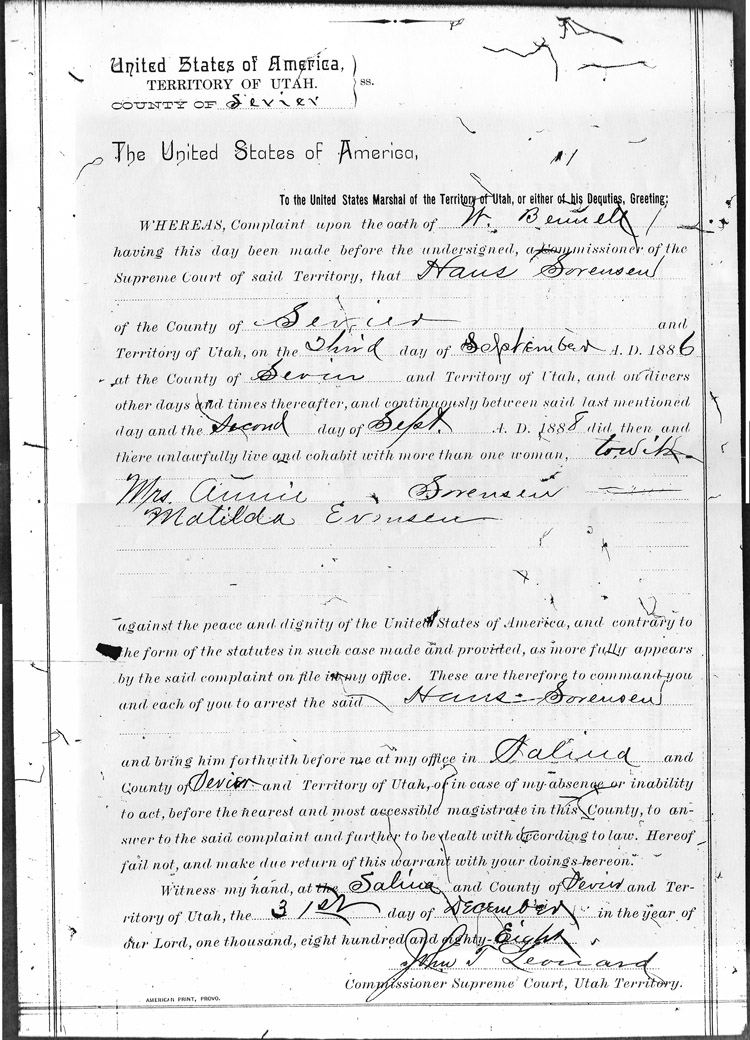 United States of America,
TERRITORY OF UTAH.
COUNTY OF Sevier
ss.
The United States of America,
To the United States Marshal of the Territory of Utah, or either of his Deputies, Greeting:
WHEREAS, Complaint upon the oath of W. Bennett
having this day been made before the undersigned, a Commissioner of the
Supreme Court of said Territory, that Hans Sorensen
of the County of Sevier and
Territory of Utah, on the Third day of September A. D. 1886
at the County of Sevier and Territory of Utah, and on divers
other days and times thereafter, and continuously between said last mentioned
day and the Second day of Sept. A. D. 1888 did then and
there unlawfully live and cohabit with more than one woman, towit
Mrs. Annie Sorensen
Matilda Evensen
against the peace and dignity of the United States of America, and contrary to
the form of the statutes in such case made and provided, as more fully appears
by the said complaint on file in my office. These are therefore to command you
and each of you to arrest the said Hans Sorensen
and bring him forthwith before me at my office in Salina and
County of Sevier and Territory of Utah, or in case of my absence or inability
to act, before the nearest and most accessible magistrate in this County, to an-
swer to the said complaint and further to be dealt with according to law. Hereof
fail not, and make due return of this warrant with your doings hereon.
Witness my hand, at the Salina and County of Sevier and Ter-
ritory of Utah, the 31st day of December in the year of
our Lord, one thousand, eight hundred and eighty-Eight
John T Leonard
Commissioner Supreme Court, Utah Territory.
AMERICAN PRINT, PROVO.